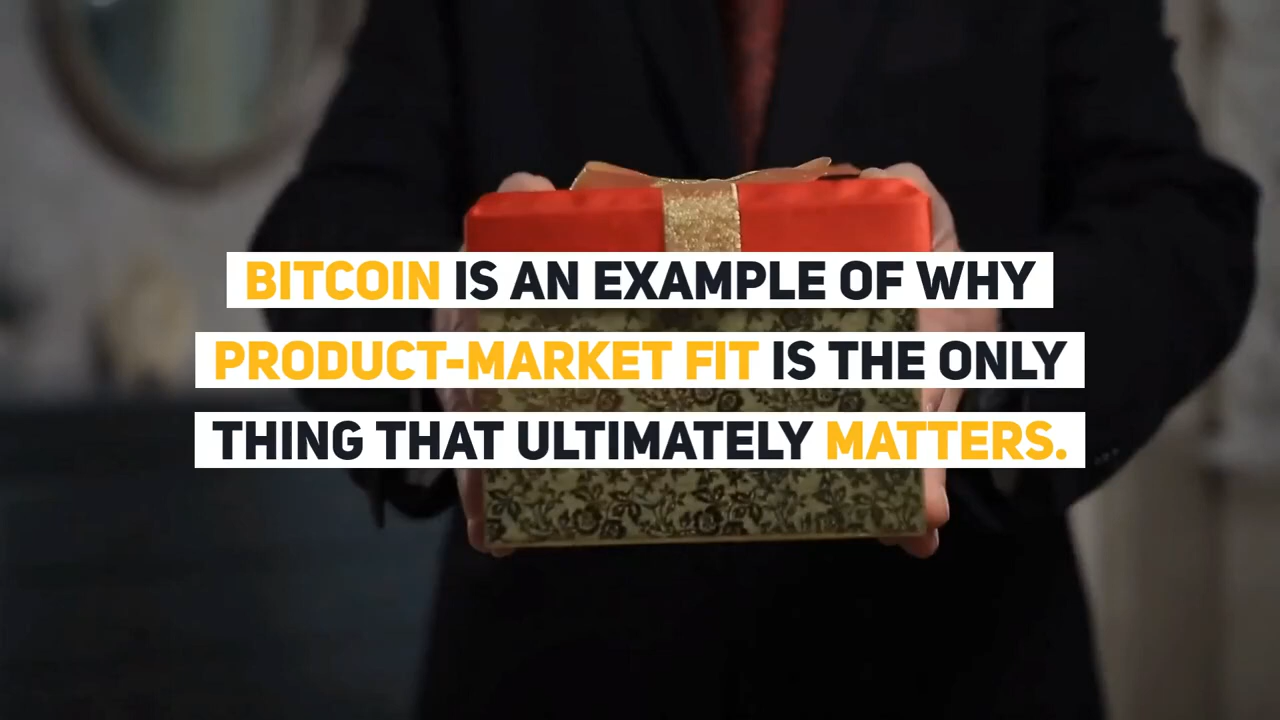 BITCOIN IS AN EXAMPLE OF WHY
PRODUCT-MARKET FIT IS THE ONLY
THING THAT ULTIMATELY MATTERS.